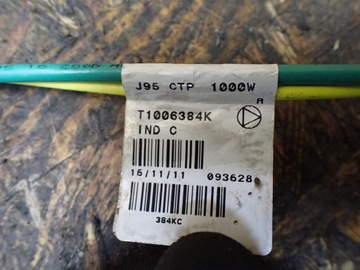 J95 CTP 1000W
R
T1006384K
IND C
15/11/11 093628
384KC